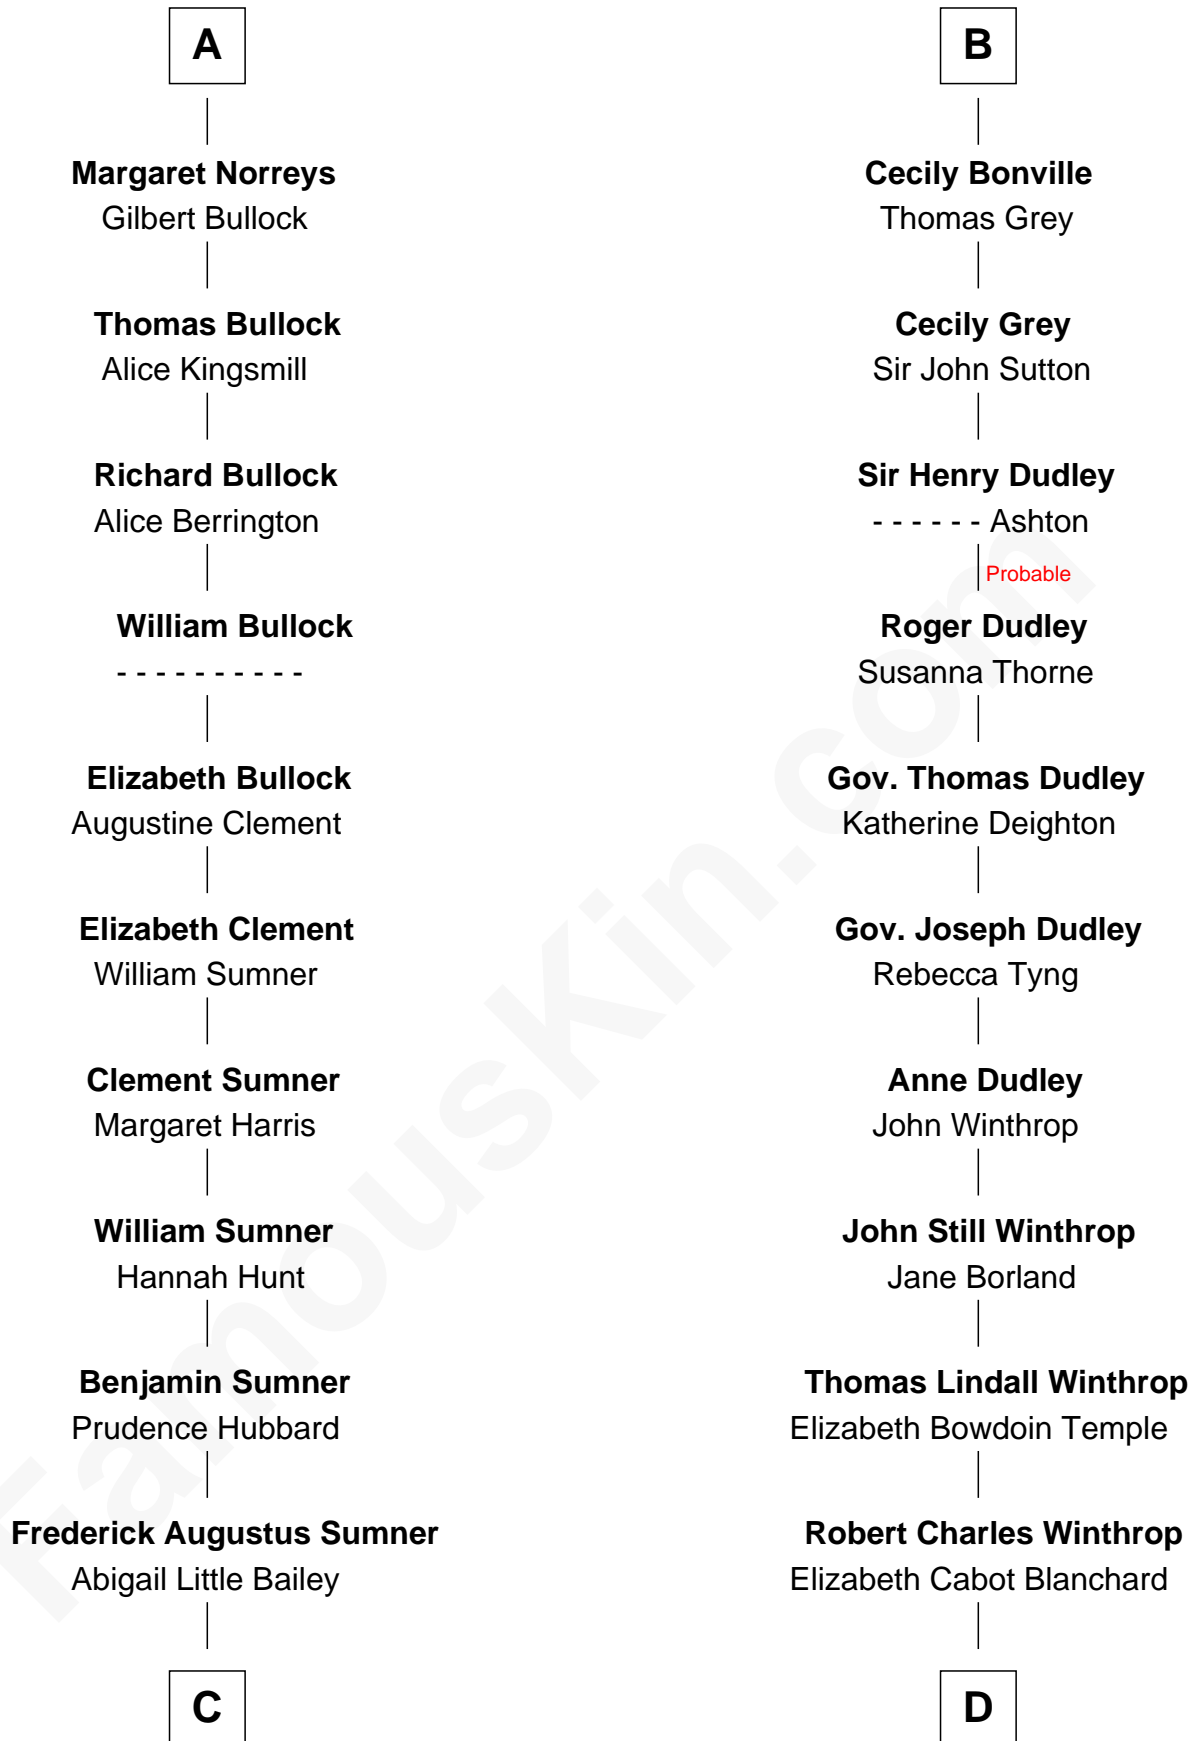 A
Margaret Norreys
Gilbert Bullock
Thomas Bullock
Alice Kingsmill
Richard Bullock
Alice Berrington
William Bullock
- - - - - - - - - -
Elizabeth Bullock
Augustine Clement
Elizabeth Clement
William Sumner
Clement Sumner
Margaret Harris
William Sumner
Hannah Hunt
Benjamin Sumner
Prudence Hubbard
Frederick Augustus Sumner
Abigail Little Bailey
C
B
Cecily Bonville
Thomas Grey
Cecily Grey
Sir John Sutton
Sir Henry Dudley
- - - - - - Ashton
Probable
Roger Dudley
Susanna Thorne
Gov. Thomas Dudley
Katherine Deighton
Gov. Joseph Dudley
Rebecca Tyng
Anne Dudley
John Winthrop
John Still Winthrop
Jane Borland
Thomas Lindall Winthrop
Elizabeth Bowdoin Temple
Robert Charles Winthrop
Elizabeth Cabot Blanchard
D
FamousKin.com